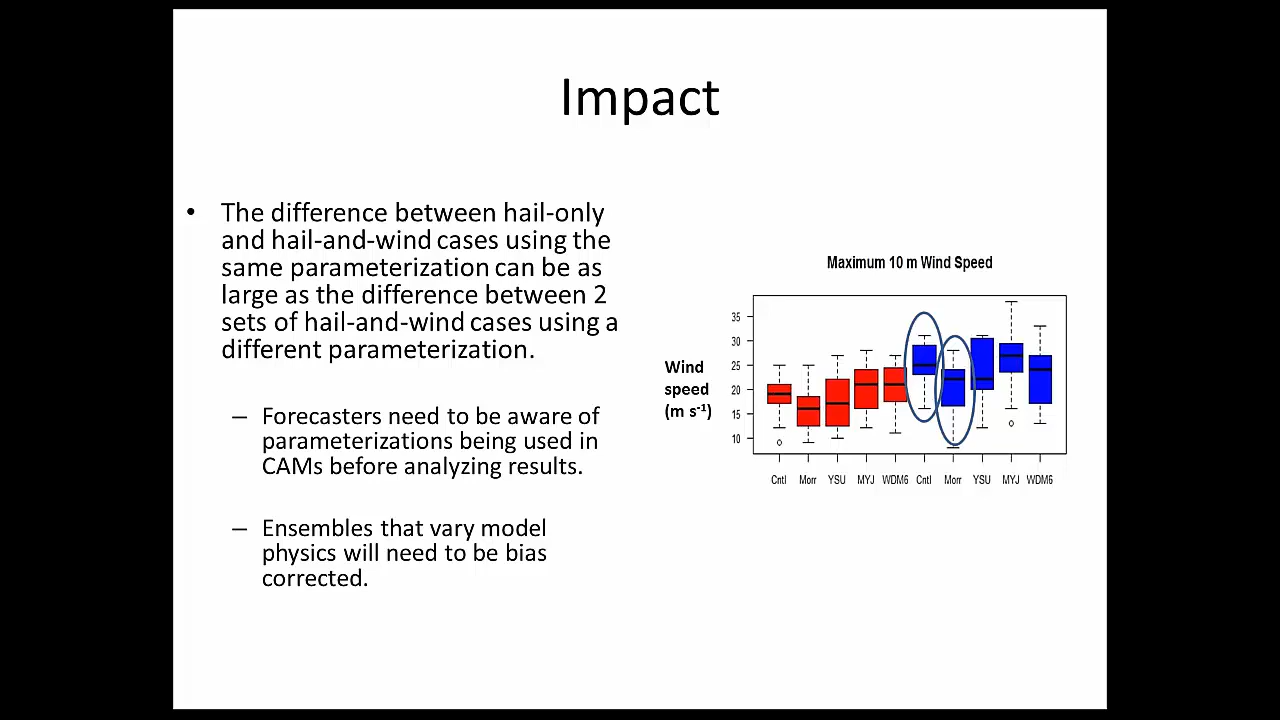 Impact
• The difference between hail-only
and hail-and-wind cases using the
same parameterization can be as
large as the difference between 2
sets of hail-and-wind cases using a
different parameterization.
– Forecasters need to be aware of
parameterizations being used in
CAMs before analyzing results.
– Ensembles that vary model
physics will need to be bias
corrected.
Maximum 10 m Wind Speed
Wind
speed
(m s⁻¹)
35
30
25
20
15
10
Cntl Morr YSU MYJ WDM6 Cntl Morr YSU MYJ WDM6